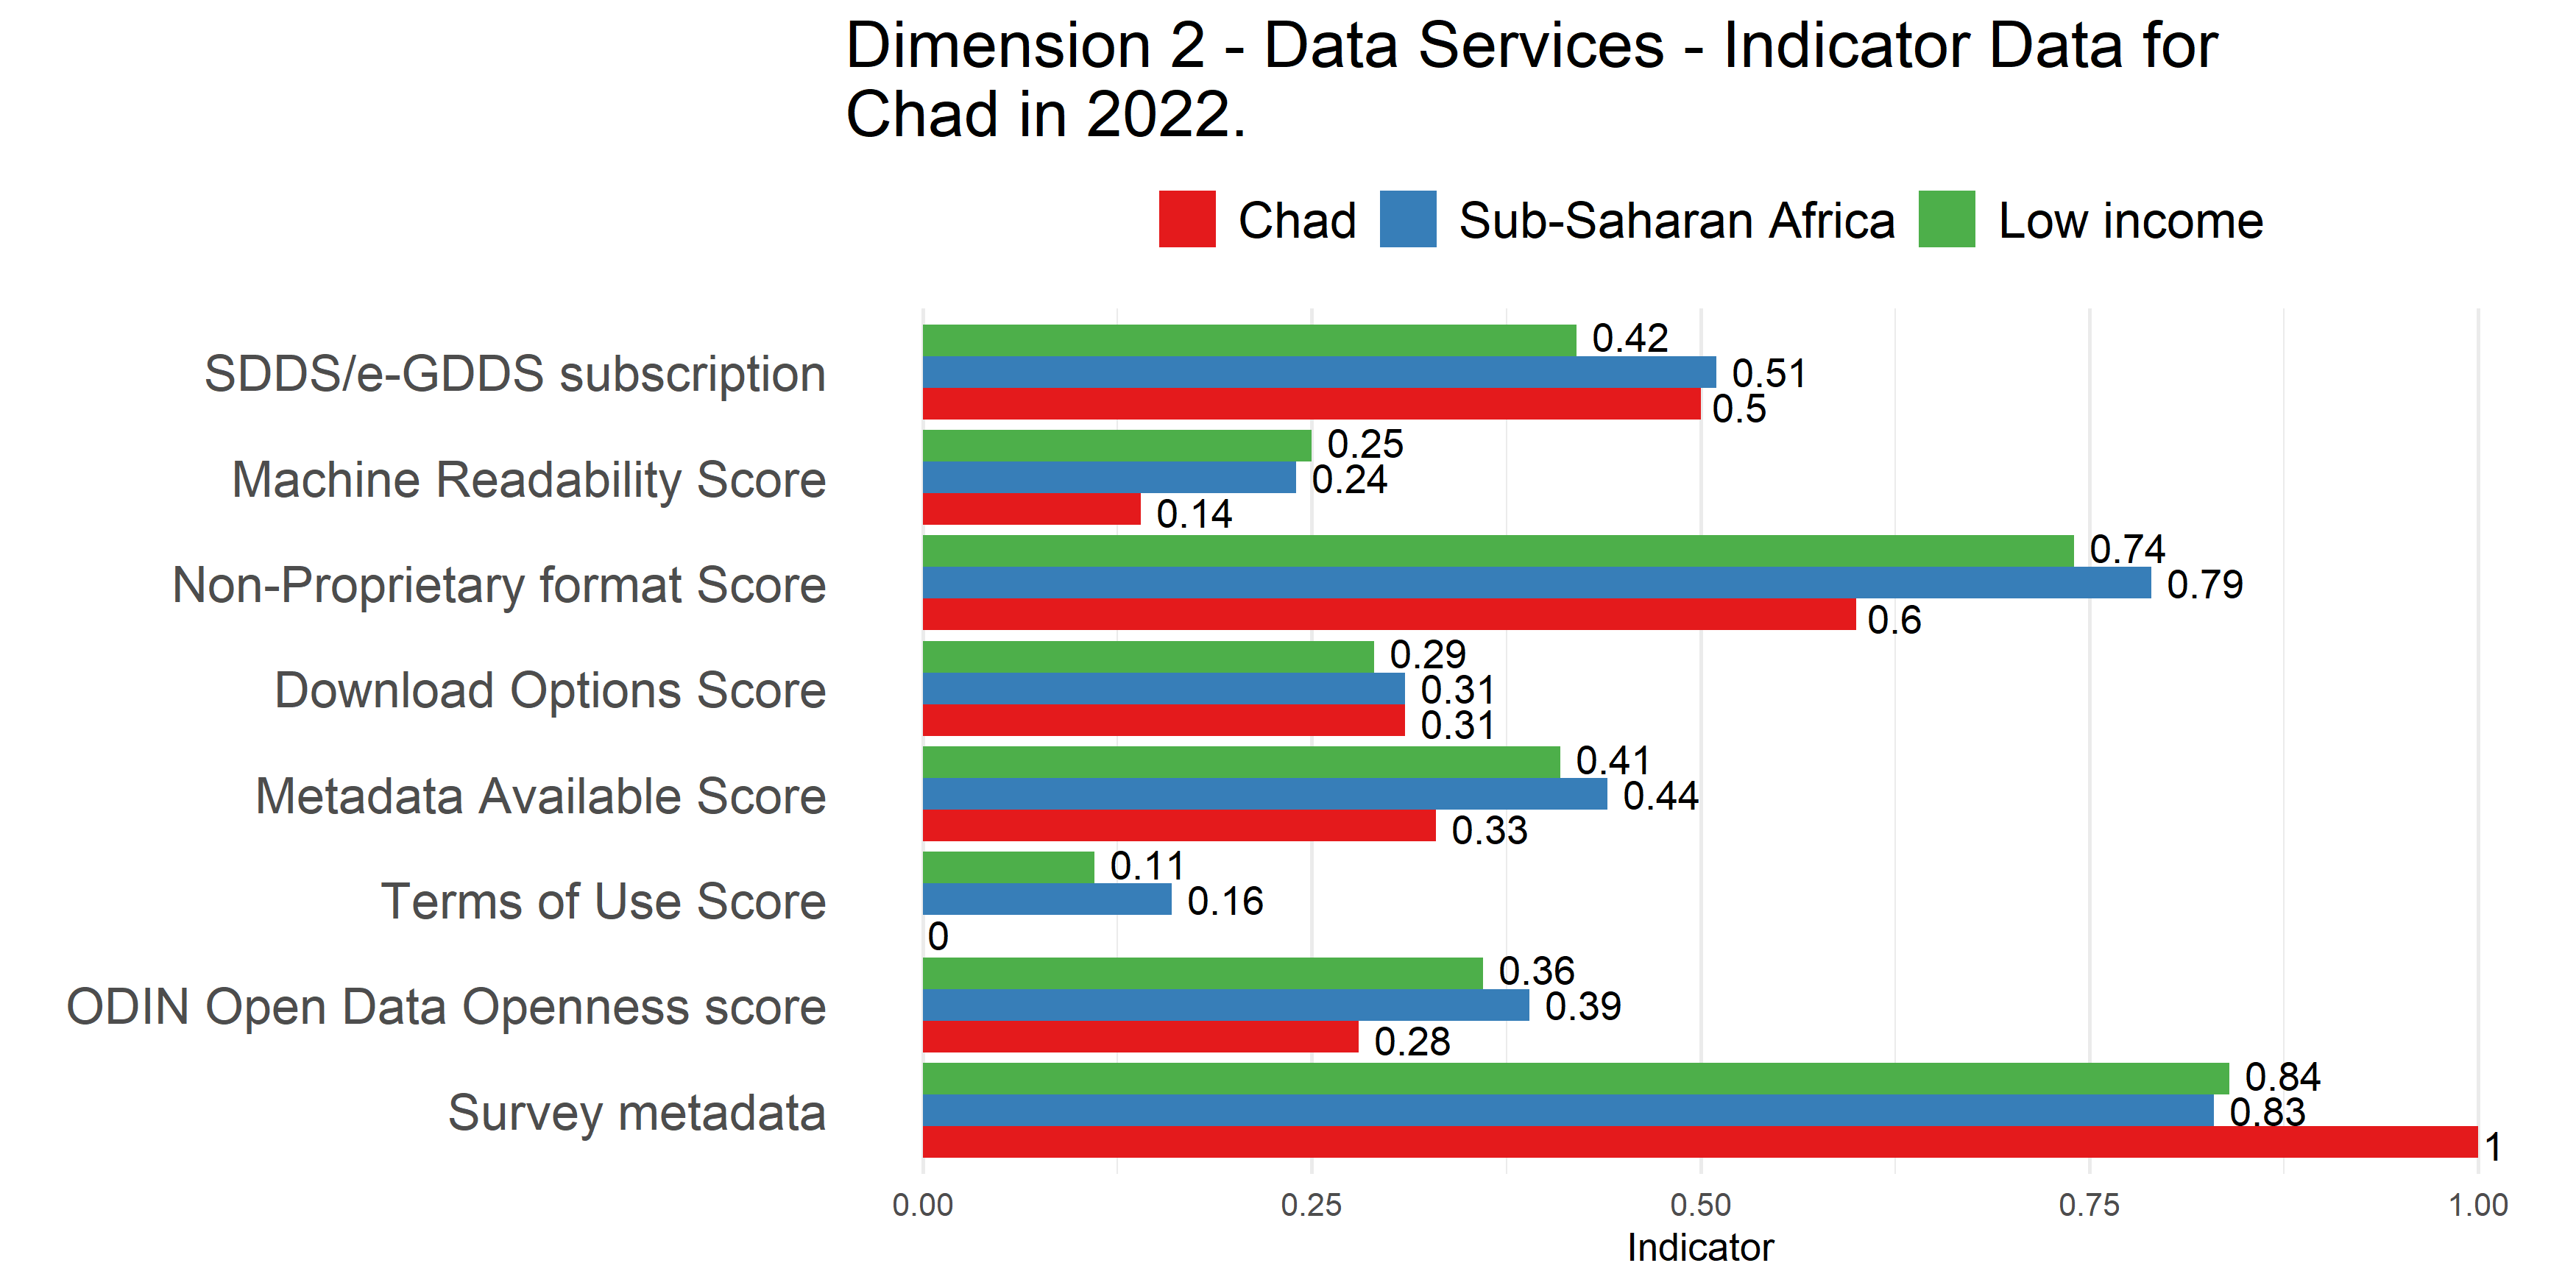 Dimension 2 - Data Services - Indicator Data for
Chad in 2022.
Chad Sub-Saharan Africa Low income
SDDS/e-GDDS subscription
0.42
0.51
0.5
Machine Readability Score
0.25
0.24
0.14
Non-Proprietary format Score
0.74
0.79
0.6
Download Options Score
0.29
0.31
0.31
Metadata Available Score
0.41
0.44
0.33
Terms of Use Score
0.11
0.16
0
ODIN Open Data Openness score
0.36
0.39
0.28
Survey metadata
0.84
0.83
1
0.00 0.25 0.50 0.75 1.00
Indicator